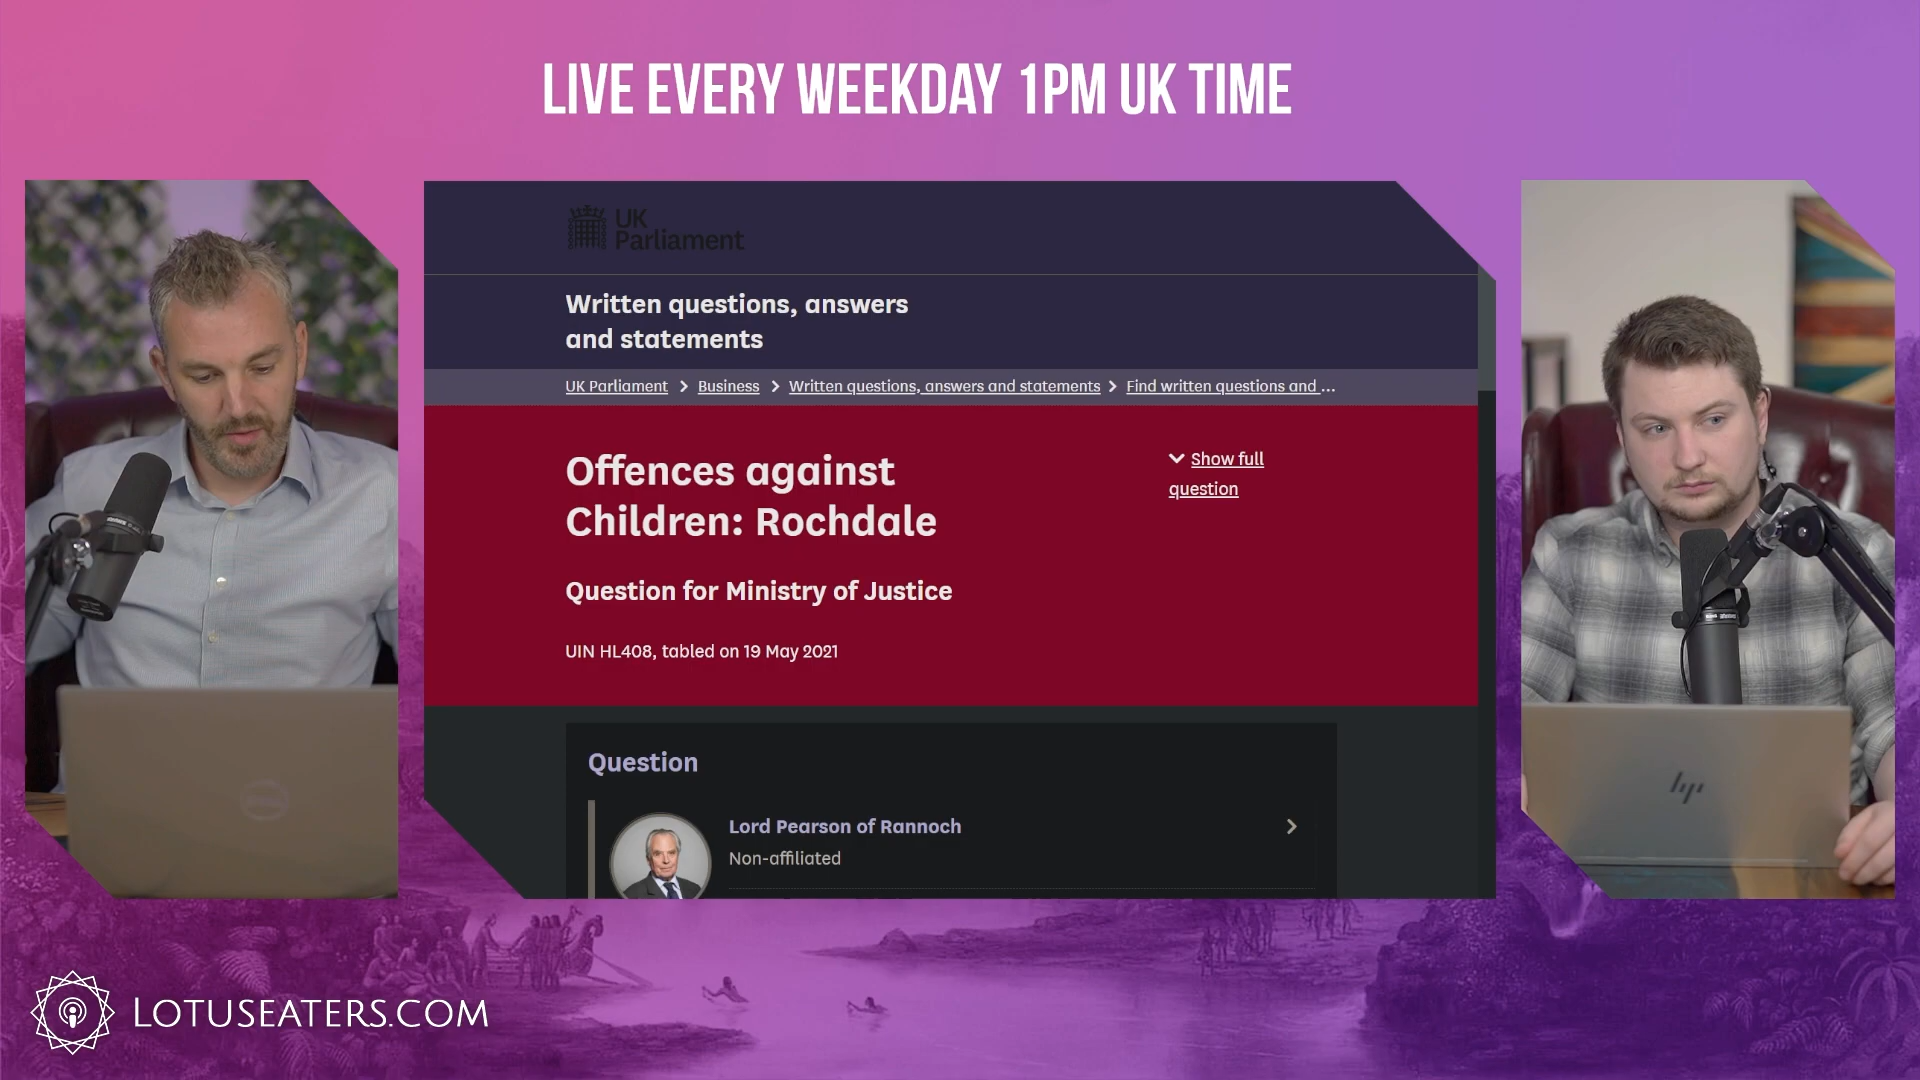 LIVE EVERY WEEKDAY 1PM UK TIME
UK
Parliament
Written questions, answers
and statements
UK Parliament > Business > Written questions, answers and statements > Find written questions and ...
Offences against
Children: Rochdale
Show full
question
Question for Ministry of Justice
UIN HL408, tabled on 19 May 2021
Question
Lord Pearson of Rannoch
Non-affiliated
hp
LOTUSEATERS.COM